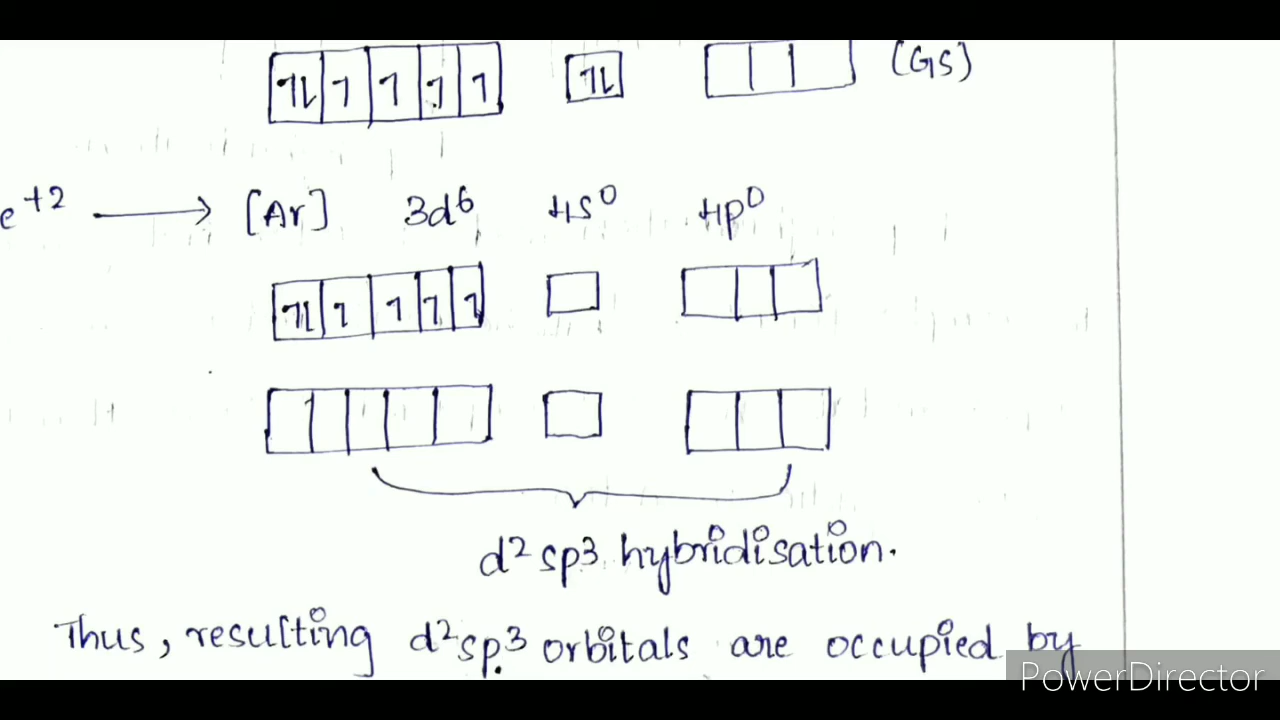 (GS)
e+2 → [Ar] 3d6 4s0 4p0
d2sp3 hybridisation.
Thus, resulting d2sp3 orbitals are occupied by
PowerDirector